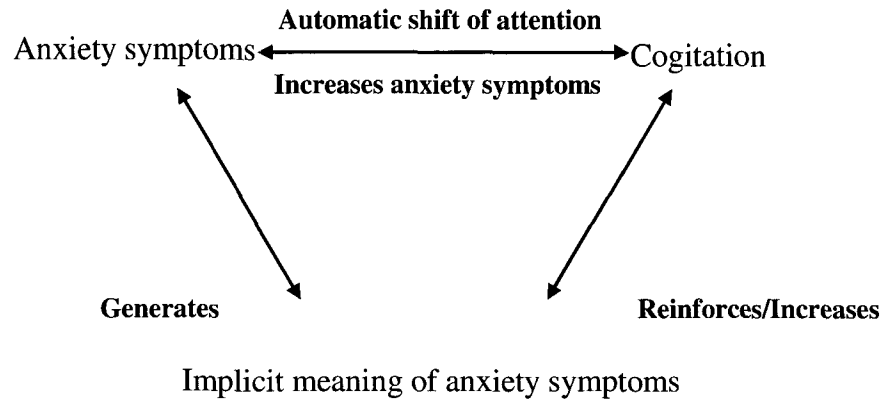 Automatic shift of attention
Anxiety symptoms
Cogitation
Increases anxiety symptoms
Generates
Reinforces/Increases
Implicit meaning of anxiety symptoms